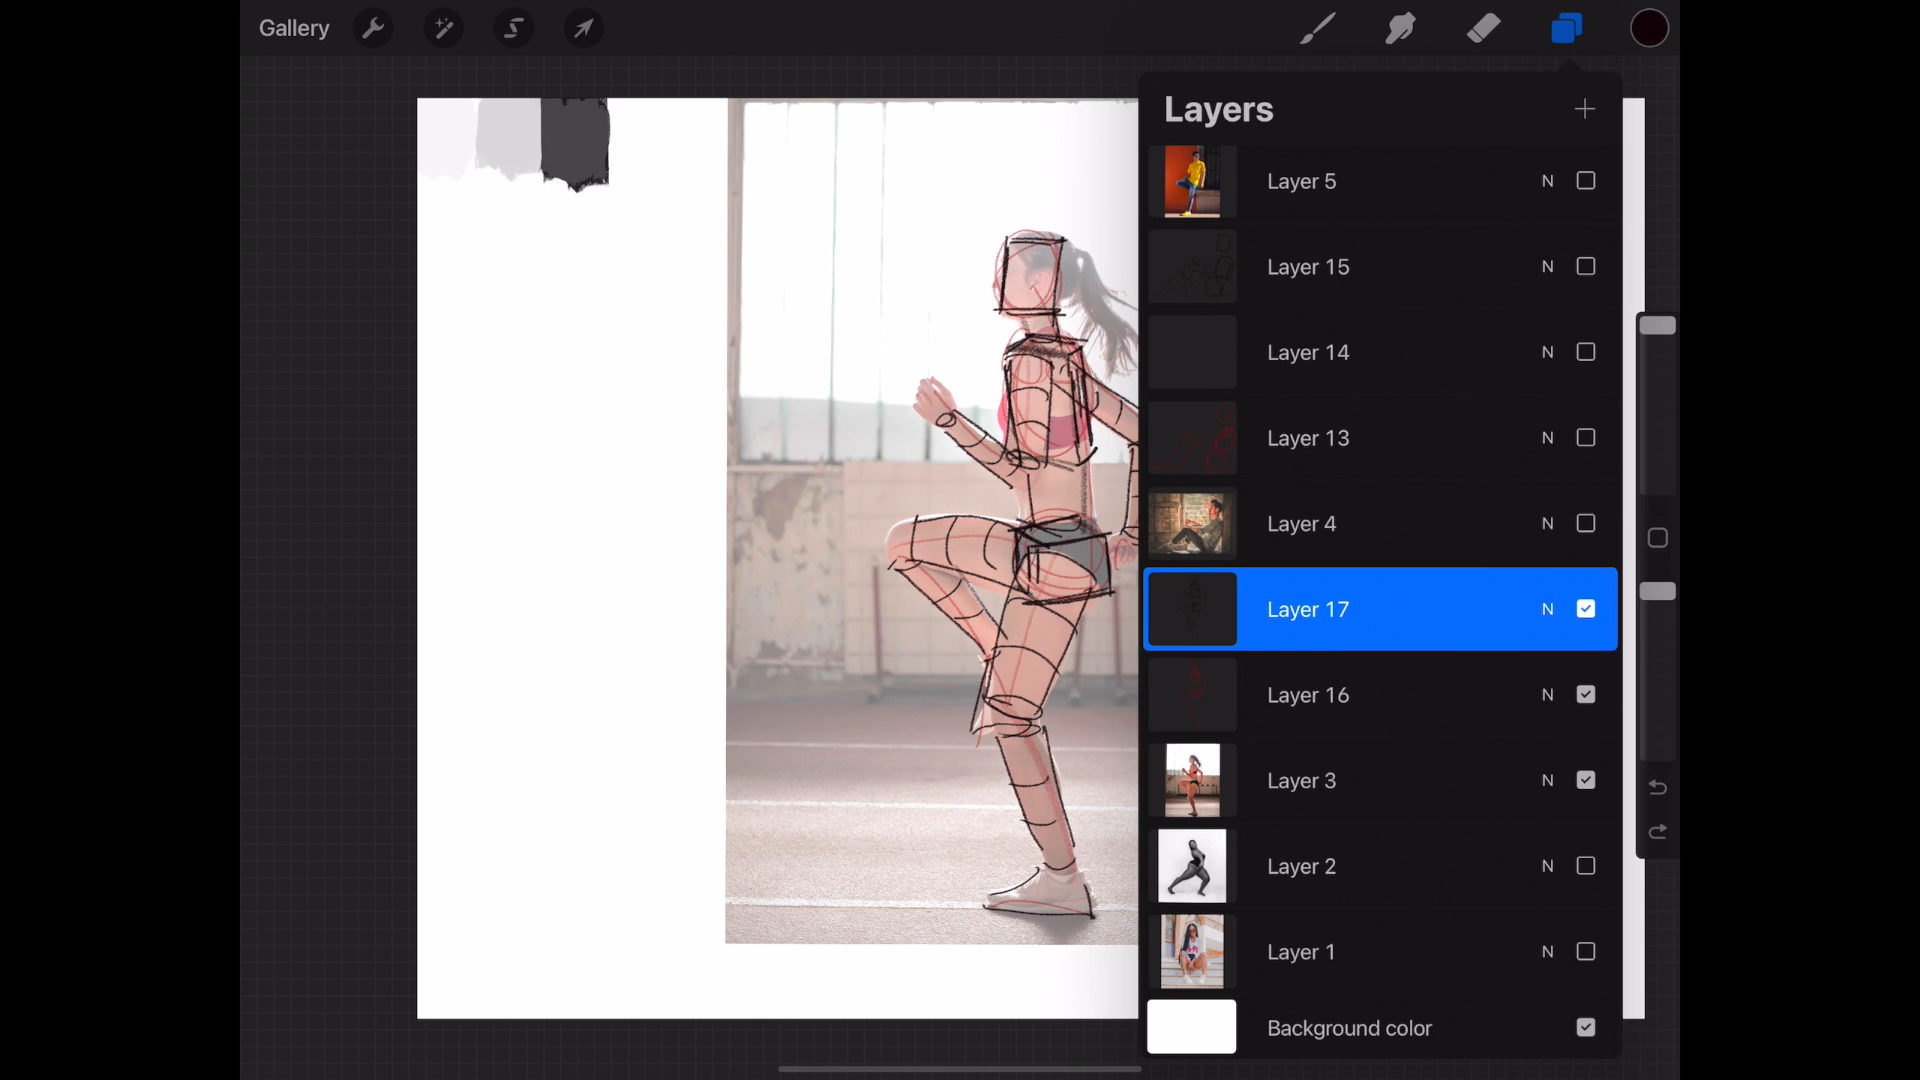 Gallery
Layers
Layer 5 N
Layer 15 N
Layer 14 N
Layer 13 N
Layer 4 N
Layer 17 N
Layer 16 N
Layer 3 N
Layer 2 N
Layer 1 N
Background color